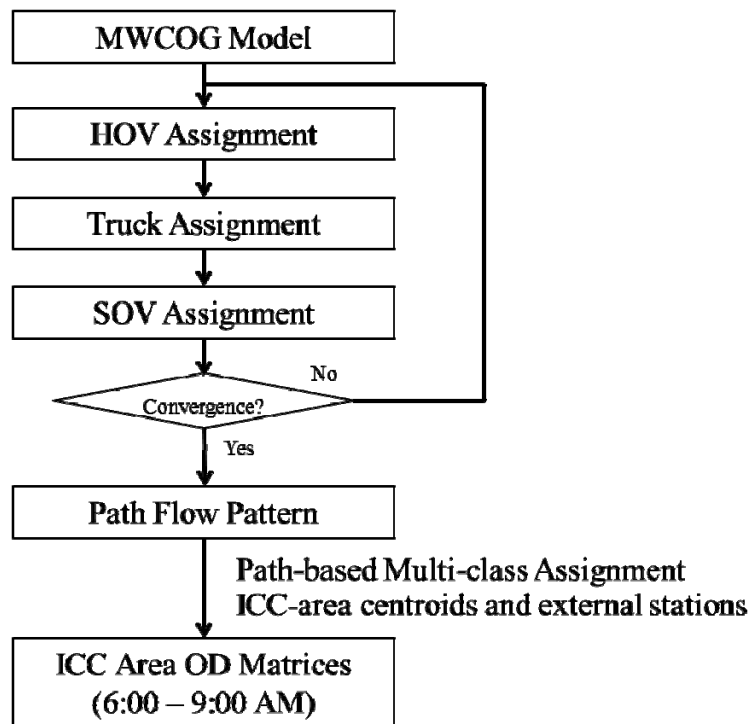 MWCOG Model
HOV Assignment
Truck Assignment
SOV Assignment
No
Convergence?
Yes
Path Flow Pattern
Path-based Multi-class Assignment
ICC-area centroids and external stations
ICC Area OD Matrices
(6:00 – 9:00 AM)